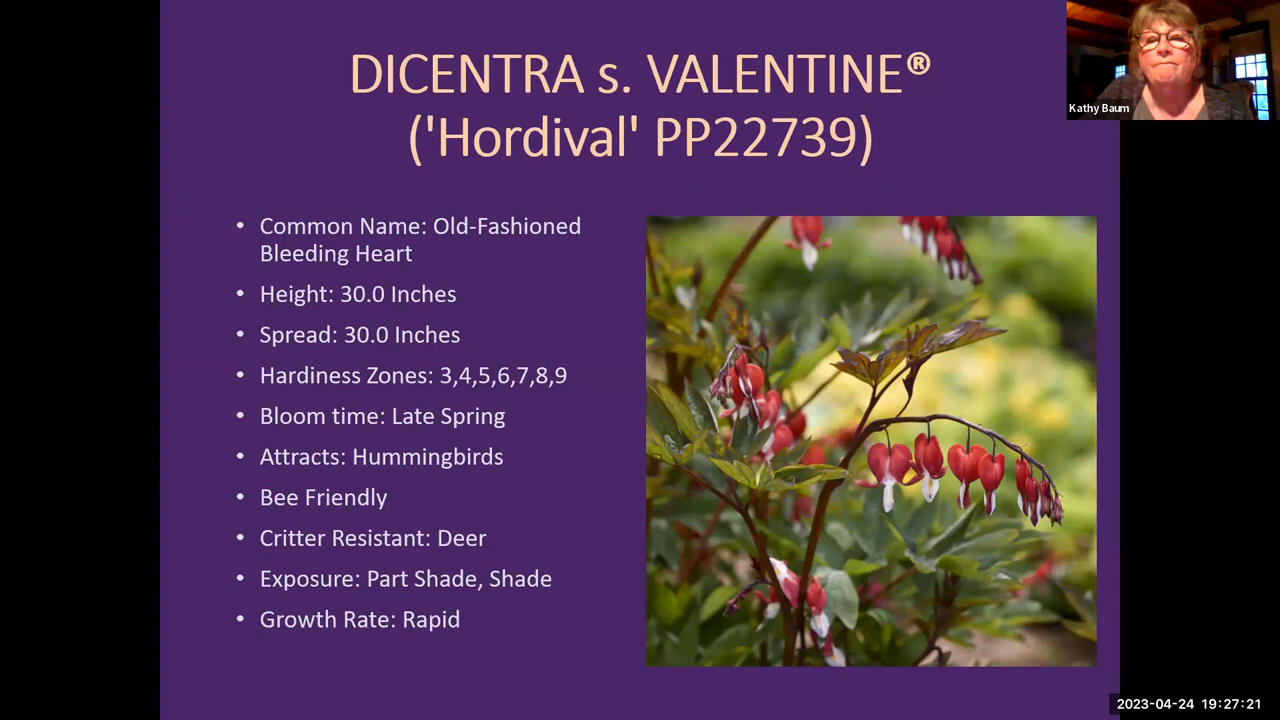 DICENTRA s. VALENTINE®
('Hordival' PP22739)
• Common Name: Old-Fashioned
Bleeding Heart
• Height: 30.0 Inches
• Spread: 30.0 Inches
• Hardiness Zones: 3,4,5,6,7,8,9
• Bloom time: Late Spring
• Attracts: Hummingbirds
• Bee Friendly
• Critter Resistant: Deer
• Exposure: Part Shade, Shade
• Growth Rate: Rapid
Kathy Baum
2023-04-24 19:27:21